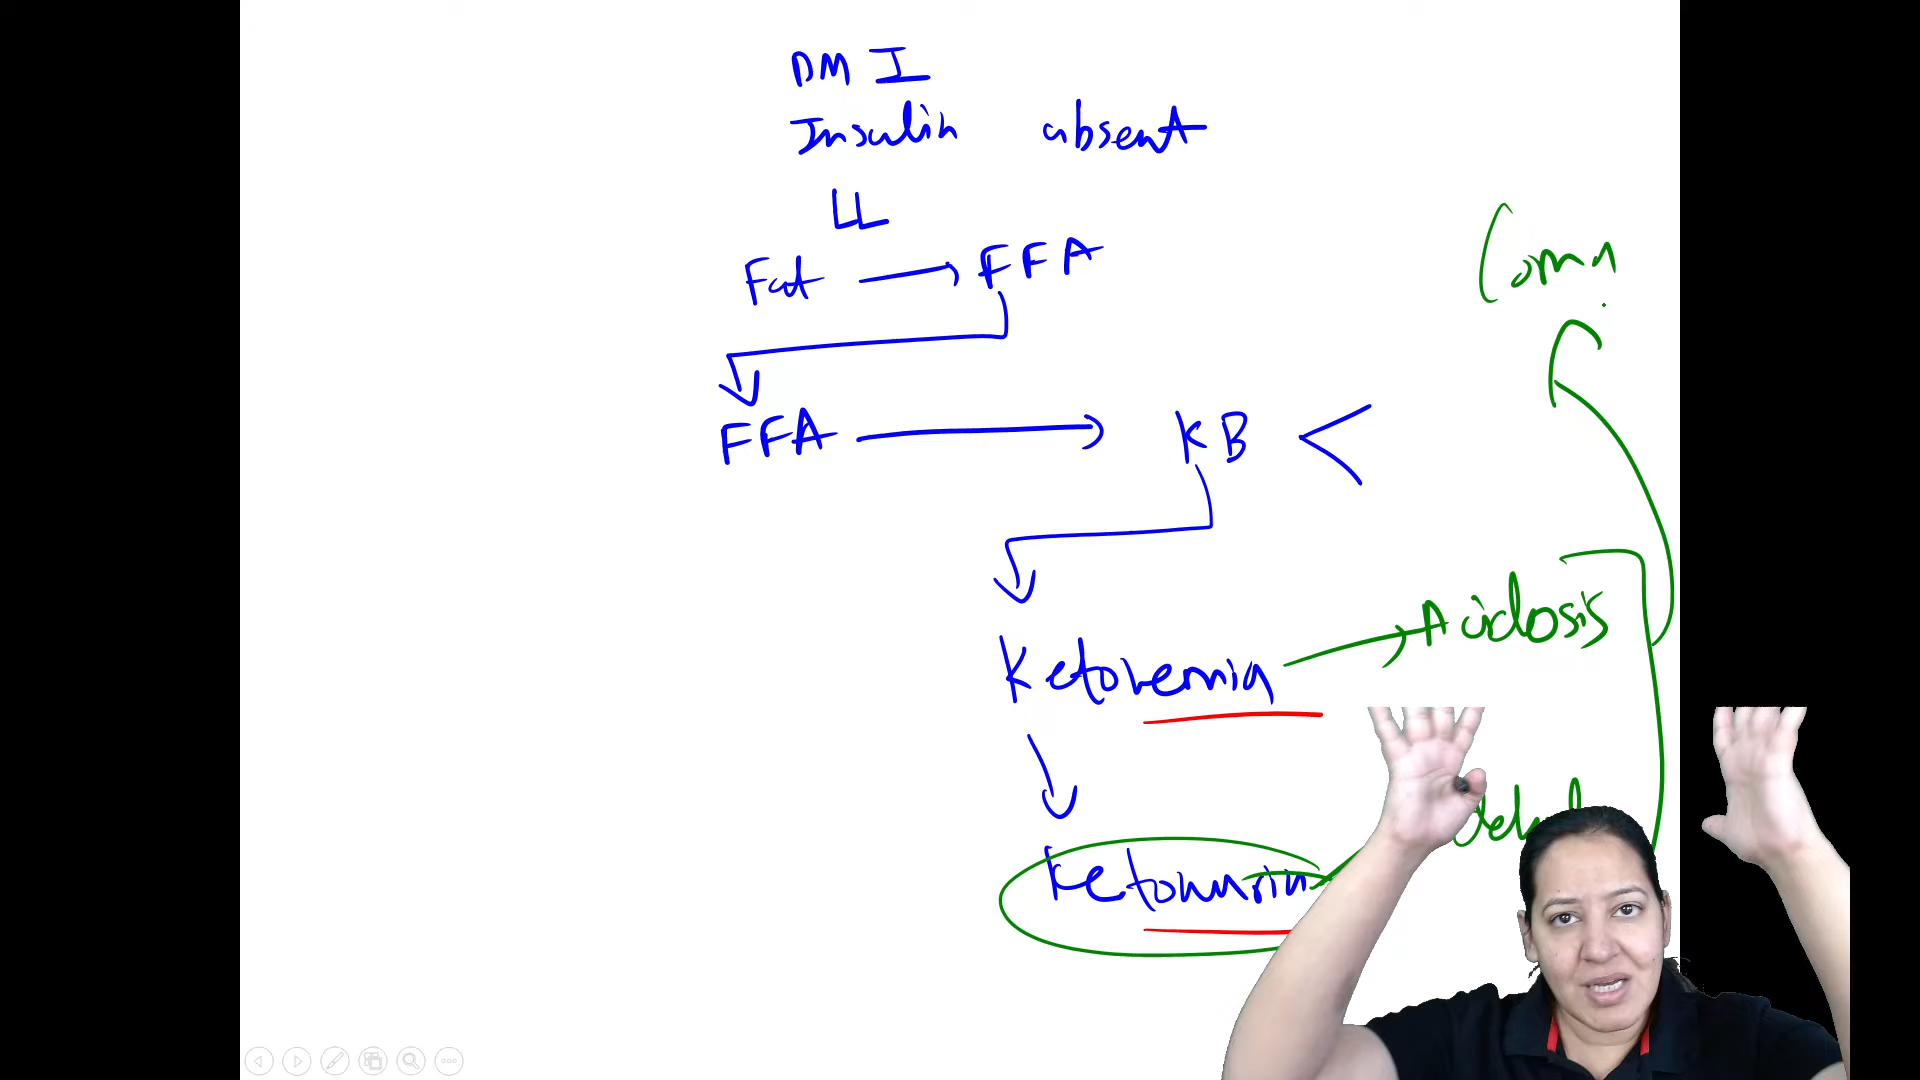 DM I
Insulin absent
LL
Fat → FFA
Coma
FFA → KB <
Ketonemia → Acidosis
Ketonuria